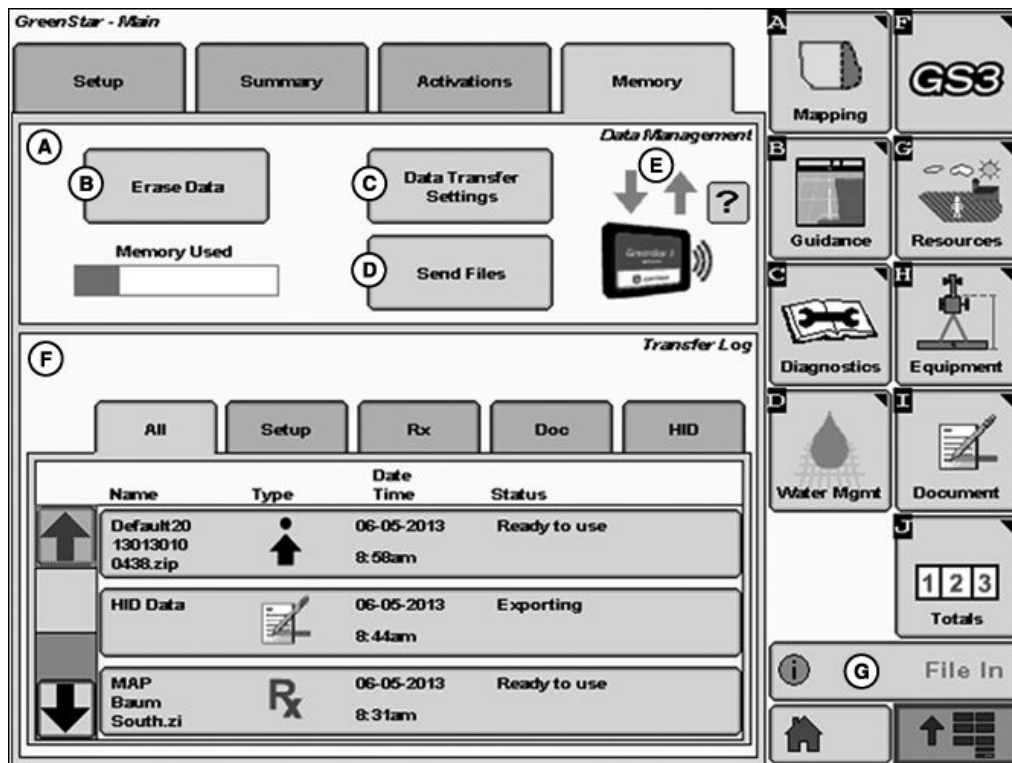 GreenStar - Main
Setup
Summary
Activations
Memory
Data Management
A
B
Erase Data
C
Data Transfer
Settings
E
?
Memory Used
D
Send Files
GreenStar 3
F
Transfer Log
All
Setup
Rx
Doc
HID
Name
Type
Date
Time
Status
Default20
13013010
0438.zip
06-05-2013
8:58am
Ready to use
HID Data
06-05-2013
8:44am
Exporting
MAP
Baum
South.zi
Rx
06-05-2013
8:31am
Ready to use
A
Mapping
F
GS3
B
Guidance
G
Resources
C
Diagnostics
H
Equipment
D
Water Mgmt
I
Document
J
1 2 3
Totals
i
G
File In